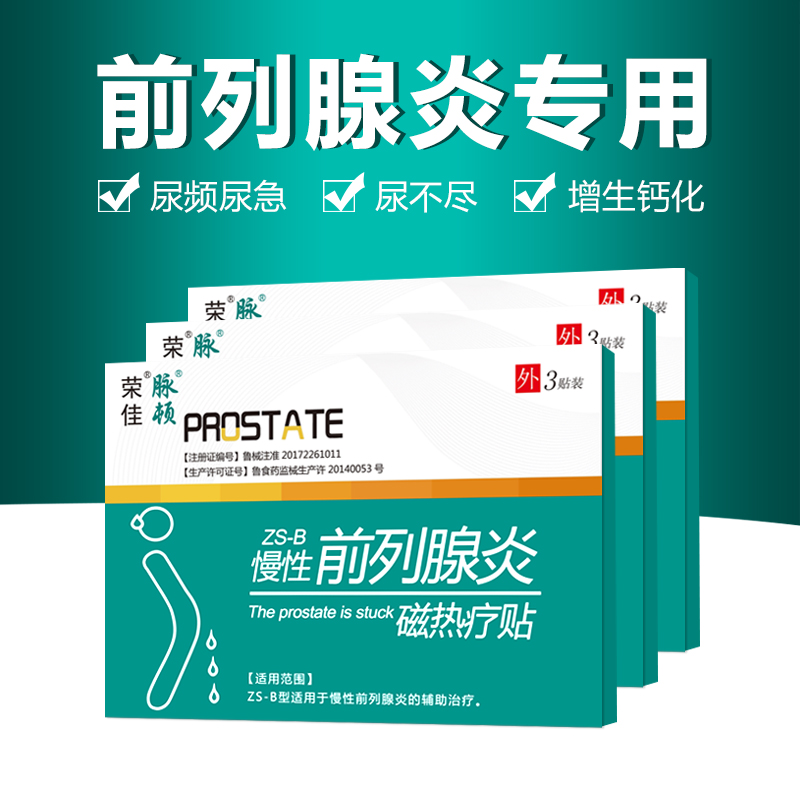 前列腺炎专用
尿频尿急 尿不尽 增生钙化
荣®脉® 外 3贴装
荣®脉® 外 3贴装
荣®脉® 外 3贴装
佳 顿
PROSTATE
【注册证编号】鲁械注准 20172261011
【生产许可证号】鲁食药监械生产许 20140053 号
ZS-B
慢性前列腺炎
The prostate is stuck 磁热疗贴
【适用范围】
ZS-B型适用于慢性前列腺炎的辅助治疗。